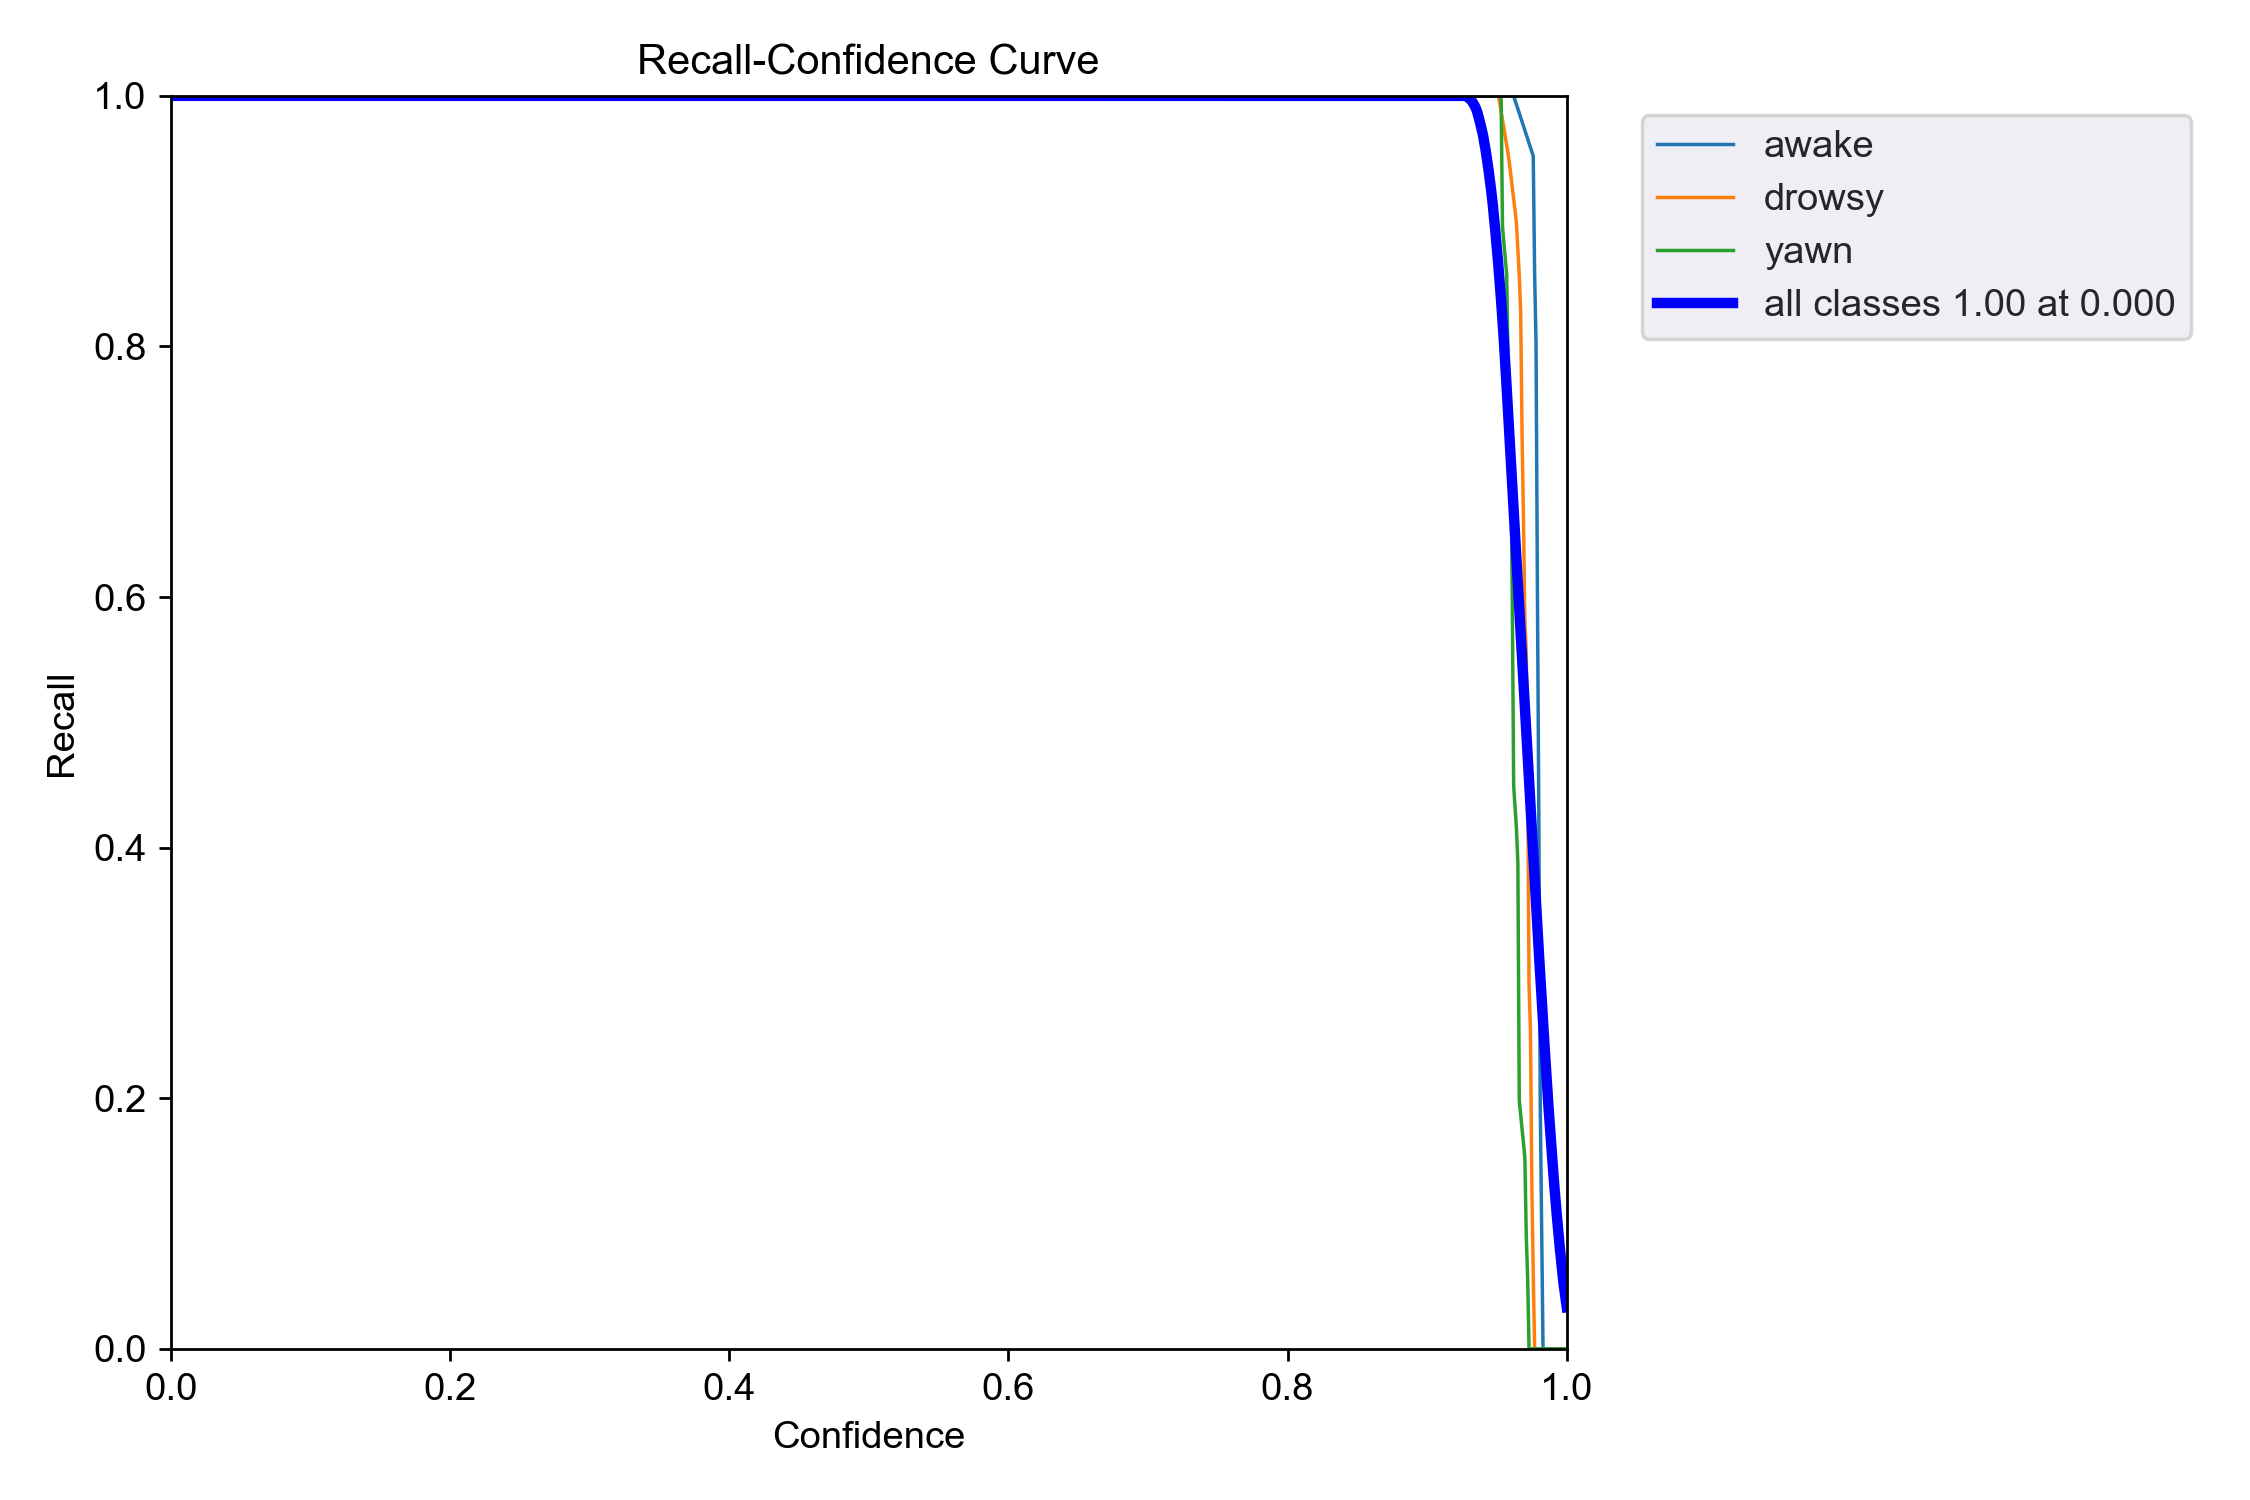 Recall-Confidence Curve
1.0
0.8
0.6
0.4
0.2
0.0
Recall
0.0 0.2 0.4 0.6 0.8 1.0
Confidence
awake
drowsy
yawn
all classes 1.00 at 0.000